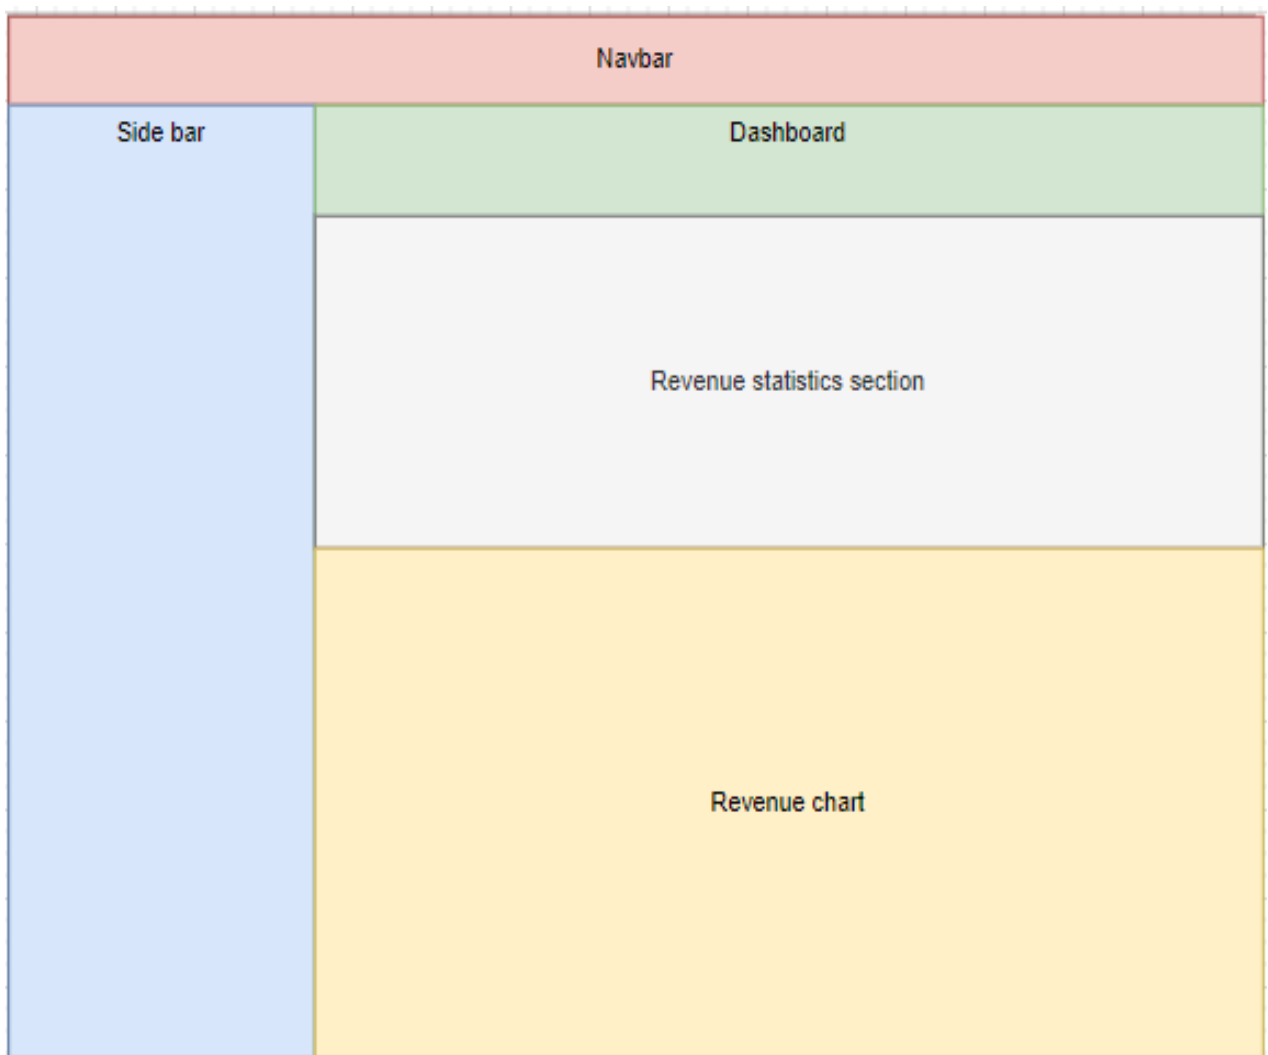 Navbar
Side bar
Dashboard
Revenue statistics section
Revenue chart